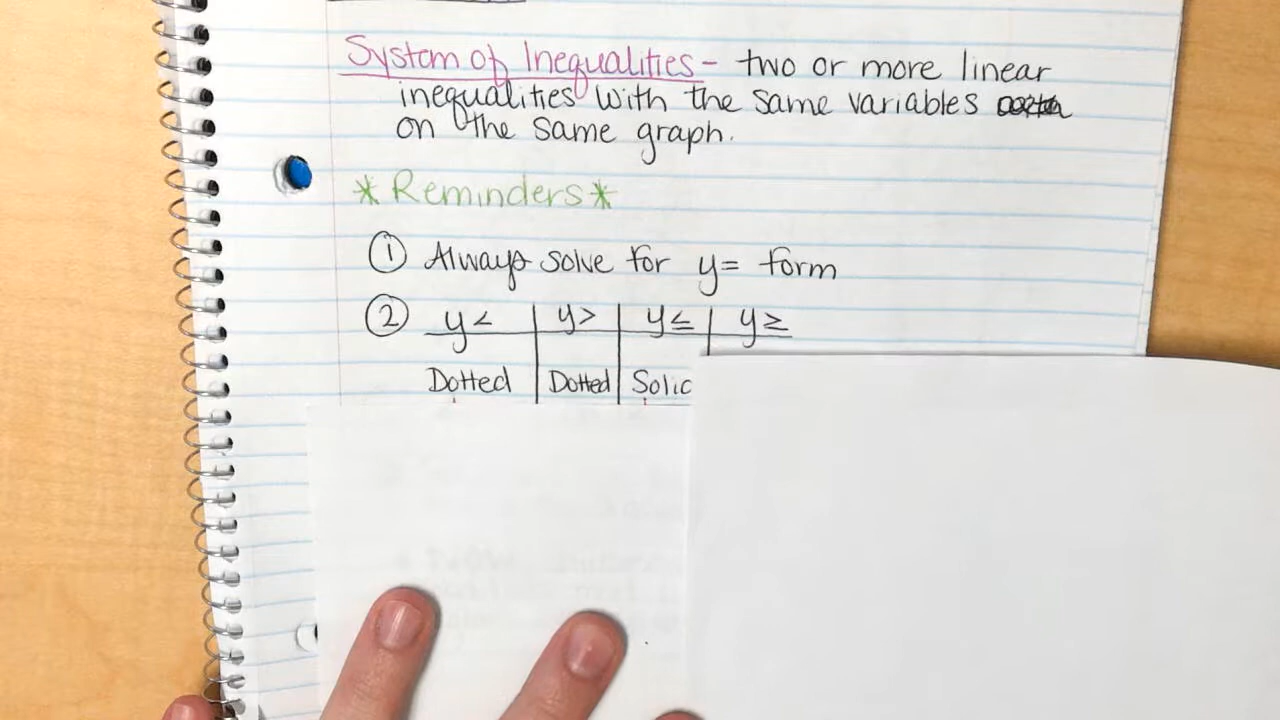 System of Inequalities - two or more linear
inequalities with the same variables
on the same graph.
*Reminders*
① Always solve for y= form
② y< | y> | y≤ | y≥
Dotted | Dotted | Solic